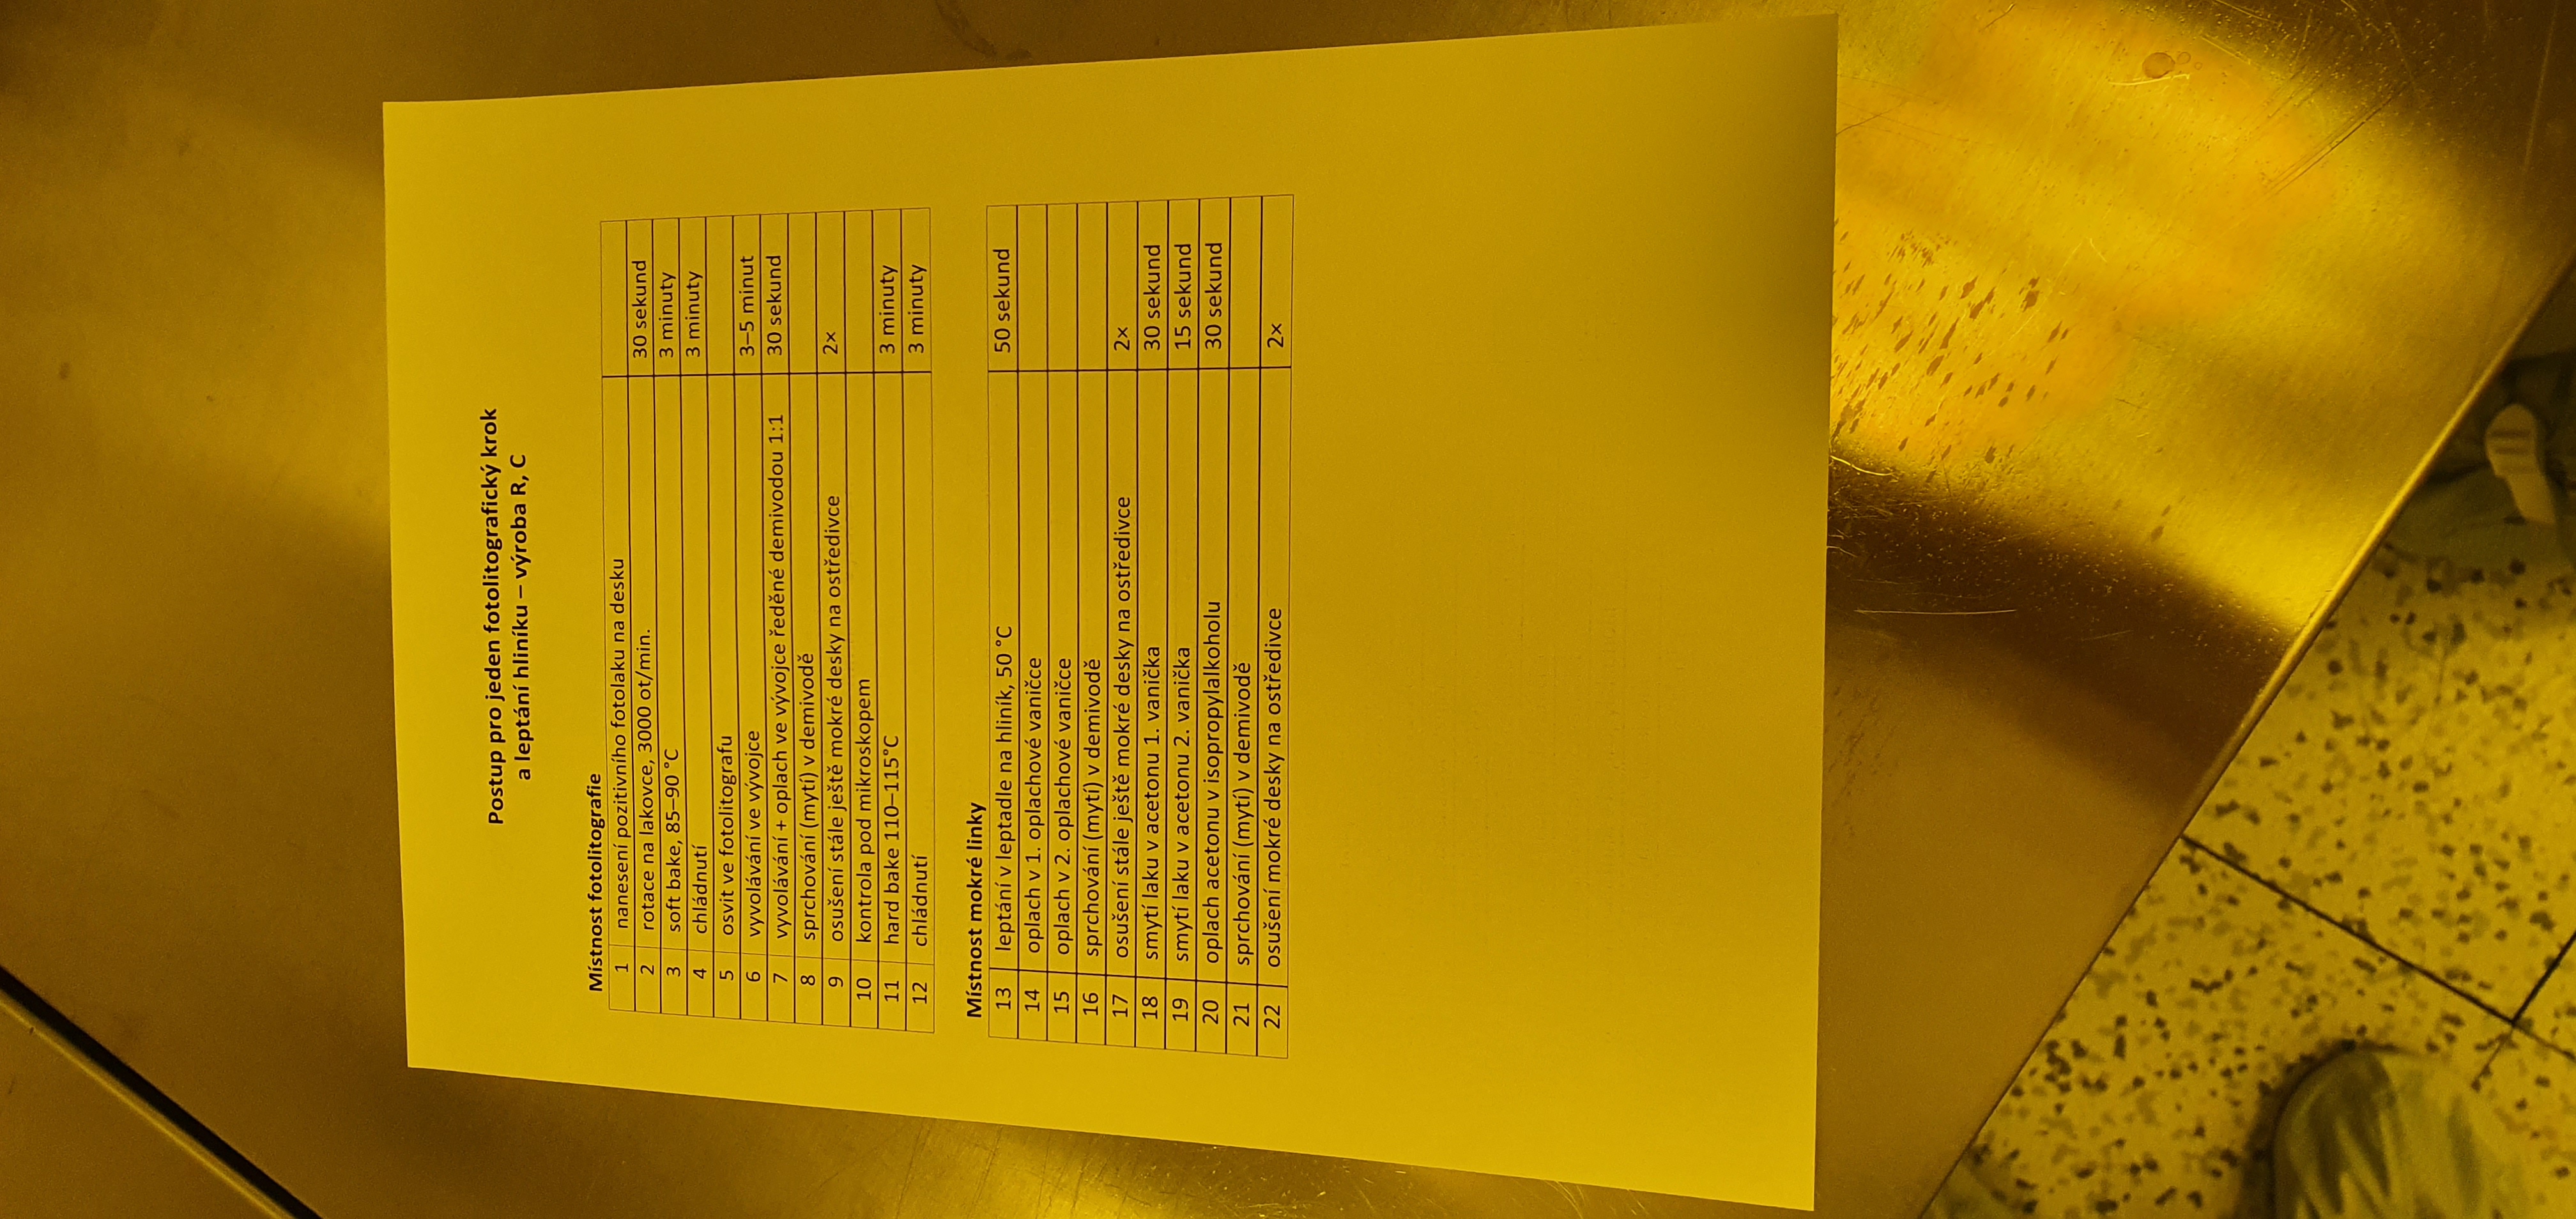 Postup pro jeden fotolitografický krok
a leptání hliníku – výroba R, C
Místnost fotolitografie
1 nanesení pozitivního fotolaku na desku
2 rotace na lakovce, 3000 ot/min. 30 sekund
3 soft bake, 85–90 °C 3 minuty
4 chládnutí 3 minuty
5 osvit ve fotolitografu
6 vyvolávání ve vývojce 3–5 minut
7 vyvolávání + oplach ve vývojce ředěné demivodou 1:1 30 sekund
8 sprchování (mytí) v demivodě
9 osušení stále ještě mokré desky na ostředivce 2×
10 kontrola pod mikroskopem
11 hard bake 110–115°C 3 minuty
12 chládnutí 3 minuty
Místnost mokré linky
13 leptání v leptadle na hliník, 50 °C 50 sekund
14 oplach v 1. oplachové vaničce
15 oplach v 2. oplachové vaničce
16 sprchování (mytí) v demivodě
17 osušení stále ještě mokré desky na ostředivce 2×
18 smytí laku v acetonu 1. vanička 30 sekund
19 smytí laku v acetonu 2. vanička 15 sekund
20 oplach acetonu v isopropylalkoholu 30 sekund
21 sprchování (mytí) v demivodě
22 osušení mokré desky na ostředivce 2×